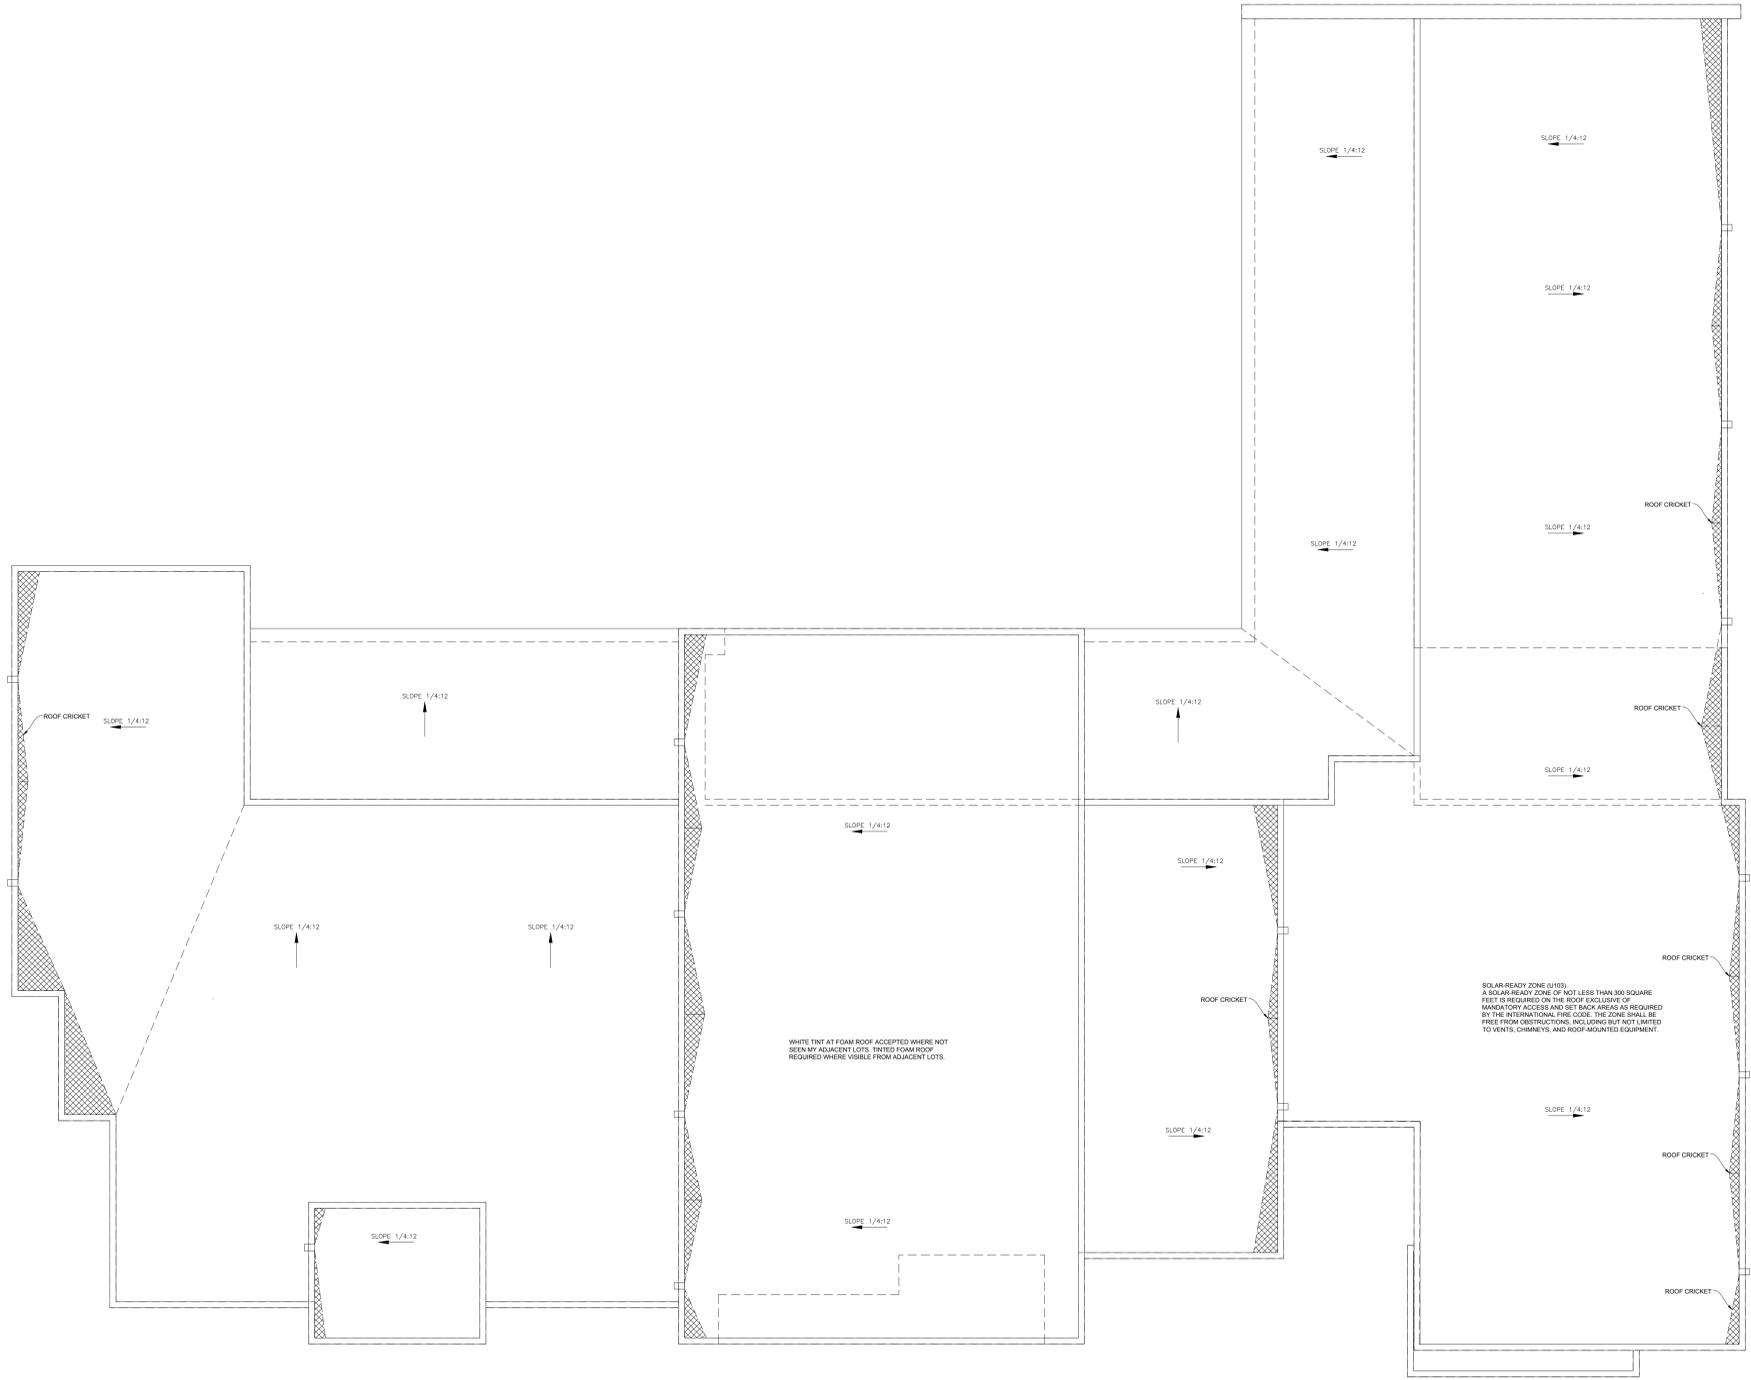 SLOPE 1/4:12
SLOPE 1/4:12
SLOPE 1/4:12
ROOF CRICKET
SLOPE 1/4:12
SLOPE 1/4:12
SLOPE 1/4:12
SLOPE 1/4:12
ROOF CRICKET
ROOF CRICKET
SLOPE 1/4:12
SLOPE 1/4:12
SLOPE 1/4:12
SLOPE 1/4:12
SLOPE 1/4:12
SLOPE 1/4:12
SLOPE 1/4:12
ROOF CRICKET
SOLAR-READY ZONE (U103)
A SOLAR-READY ZONE OF NOT LESS THAN 300 SQUARE
FEET IS REQUIRED ON THE ROOF EXCLUSIVE OF
MANDATORY ACCESS AND SET BACK AREAS AS REQUIRED
BY THE INTERNATIONAL FIRE CODE. THE ZONE SHALL BE
FREE FROM OBSTRUCTIONS, INCLUDING BUT NOT LIMITED
TO VENTS, CHIMNEYS, AND ROOF-MOUNTED EQUIPMENT.
ROOF CRICKET
WHITE TINT AT FOAM ROOF ACCEPTED WHERE NOT
SEEN MY ADJACENT LOTS. TINTED FOAM ROOF
REQUIRED WHERE VISIBLE FROM ADJACENT LOTS.
SLOPE 1/4:12
SLOPE 1/4:12
ROOF CRICKET
SLOPE 1/4:12
SLOPE 1/4:12
ROOF CRICKET